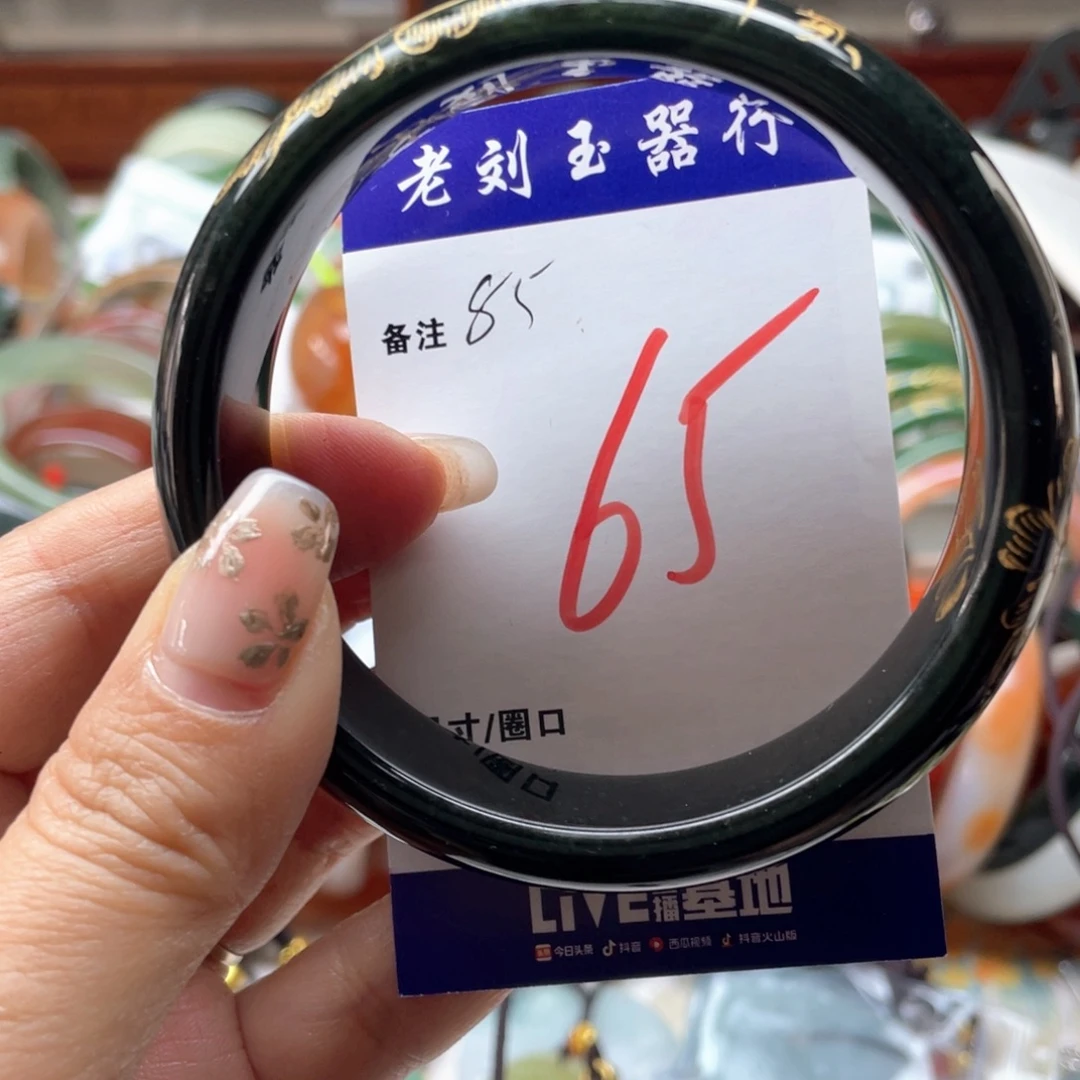 老刘玉器行
备注 85
65
寸/圈口
LIVE播基地
今日头条 抖音 西瓜视频 抖音火山版